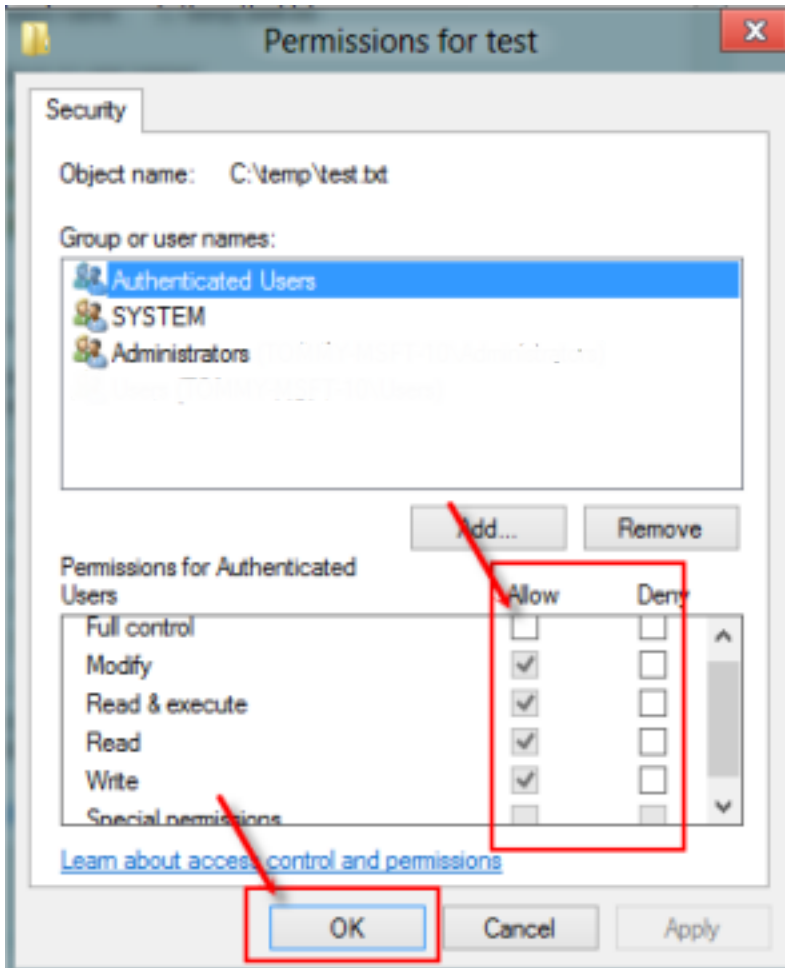 Permissions for test
Security
Object name: C:\temp\test.txt
Group or user names:
Authenticated Users
SYSTEM
Administrators
Add...
Remove
Permissions for Authenticated
Users
Allow
Deny
Full control
Modify
Read & execute
Read
Write
Special permissions
Learn about access control and permissions
OK
Cancel
Apply